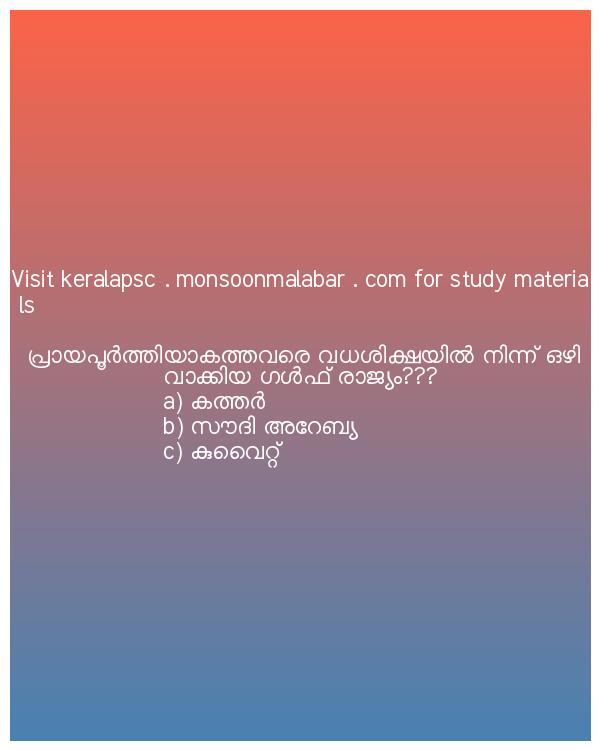 Visit keralapsc . monsoonmalabar . com for study materia
ls
പ്രായപൂർത്തിയാകത്തവരെ വധശിക്ഷയിൽ നിന്ന് ഒഴി
വാക്കിയ ഗൾഫ് രാജ്യം???
a) കത്തർ
b) സൗദി അറേബ്യ
c) കുവൈറ്റ്